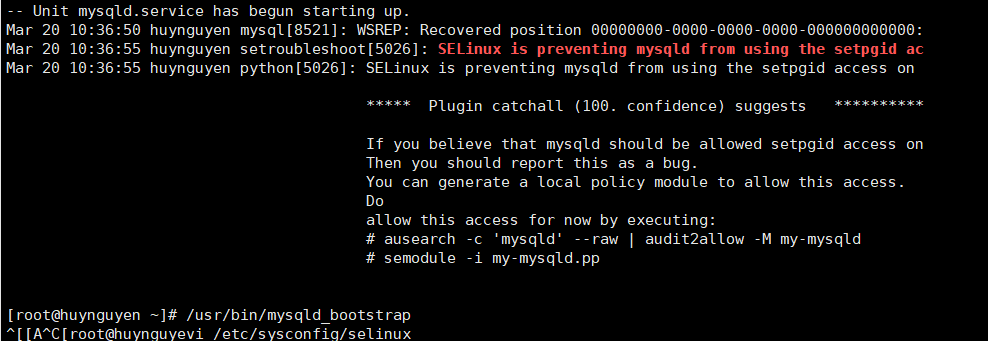 -- Unit mysqld.service has begun starting up.
Mar 20 10:36:50 huynguyen mysql[8521]: WSREP: Recovered position 00000000-0000-0000-0000-000000000000:
Mar 20 10:36:55 huynguyen setroubleshoot[5026]: SELinux is preventing mysqld from using the setpgid ac
Mar 20 10:36:55 huynguyen python[5026]: SELinux is preventing mysqld from using the setpgid access on
***** Plugin catchall (100. confidence) suggests **********
If you believe that mysqld should be allowed setpgid access on
Then you should report this as a bug.
You can generate a local policy module to allow this access.
Do
allow this access for now by executing:
# ausearch -c 'mysqld' --raw | audit2allow -M my-mysqld
# semodule -i my-mysqld.pp
[root@huynguyen ~]# /usr/bin/mysqld_bootstrap
^[[A^C[root@huynguyevi /etc/sysconfig/selinux